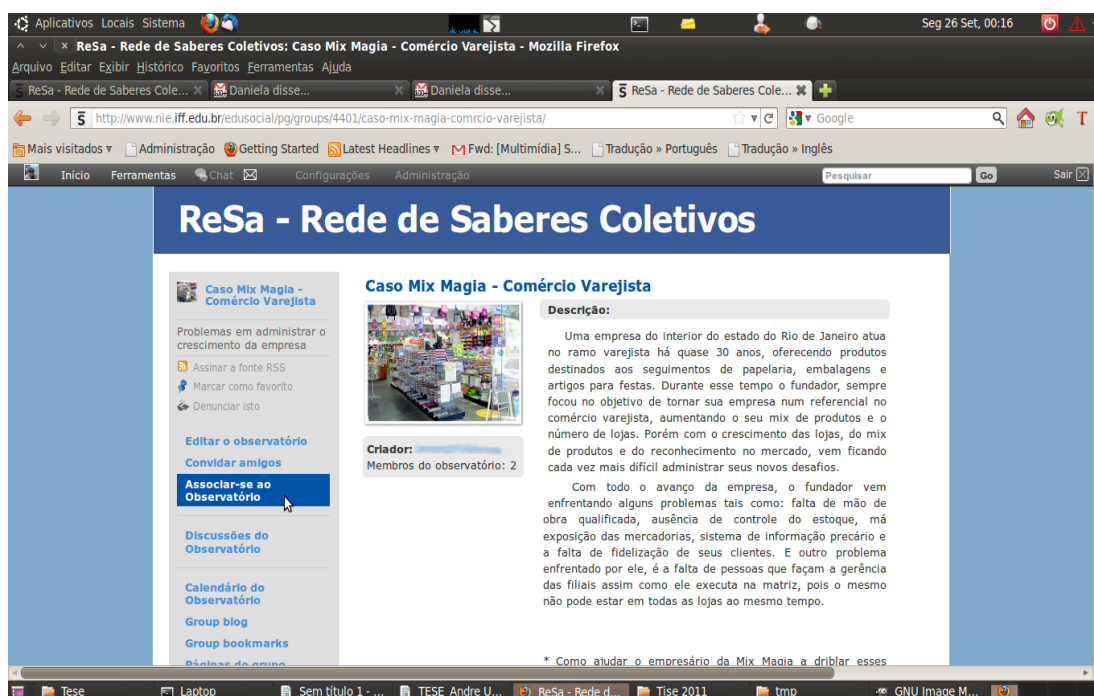 Aplicativos Locais Sistema
Seg 26 Set, 00:16
ReSa - Rede de Saberes Coletivos: Caso Mix Magia - Comércio Varejista - Mozilla Firefox
Arquivo Editar Exibir Histórico Favoritos Ferramentas Ajuda
ReSa - Rede de Saberes Cole...
Daniela disse...
Daniela disse...
ReSa - Rede de Saberes Cole...
http://www.nie.iff.edu.br/edusocial/pg/groups/4401/caso-mix-magia-comrcio-varejista/
Google
Mais visitados
Administração
Getting Started
Latest Headlines
Fwd: [Multimídia] S...
Tradução » Português
Tradução » Inglês
Início Ferramentas Chat Configurações Administração
Pesquisar
Go
Sair
ReSa - Rede de Saberes Coletivos
Caso Mix Magia -
Comércio Varejista
Problemas em administrar o
crescimento da empresa
Assinar a fonte RSS
Marcar como favorito
Denunciar isto
Editar o observatório
Convidar amigos
Associar-se ao
Observatório
Discussões do
Observatório
Calendário do
Observatório
Group blog
Group bookmarks
Páginas do grupo
Caso Mix Magia - Comércio Varejista
Criador:
Membros do observatório: 2
Descrição:
Uma empresa do interior do estado do Rio de Janeiro atua
no ramo varejista há quase 30 anos, oferecendo produtos
destinados aos seguimentos de papelaria, embalagens e
artigos para festas. Durante esse tempo o fundador, sempre
focou no objetivo de tornar sua empresa num referencial no
comércio varejista, aumentando o seu mix de produtos e o
número de lojas. Porém com o crescimento das lojas, do mix
de produtos e do reconhecimento no mercado, vem ficando
cada vez mais difícil administrar seus novos desafios.
Com todo o avanço da empresa, o fundador vem
enfrentando alguns problemas tais como: falta de mão de
obra qualificada, ausência de controle do estoque, má
exposição das mercadorias, sistema de informação precário e
a falta de fidelização de seus clientes. E outro problema
enfrentado por ele, é a falta de pessoas que façam a gerência
das filiais assim como ele executa na matriz, pois o mesmo
não pode estar em todas as lojas ao mesmo tempo.
* Como ajudar o empresário da Mix Magia a driblar esses
Tese
Laptop
Sem título 1 - ...
TESE Andre U...
ReSa - Rede d...
Tise 2011
tmp
GNU Image M...